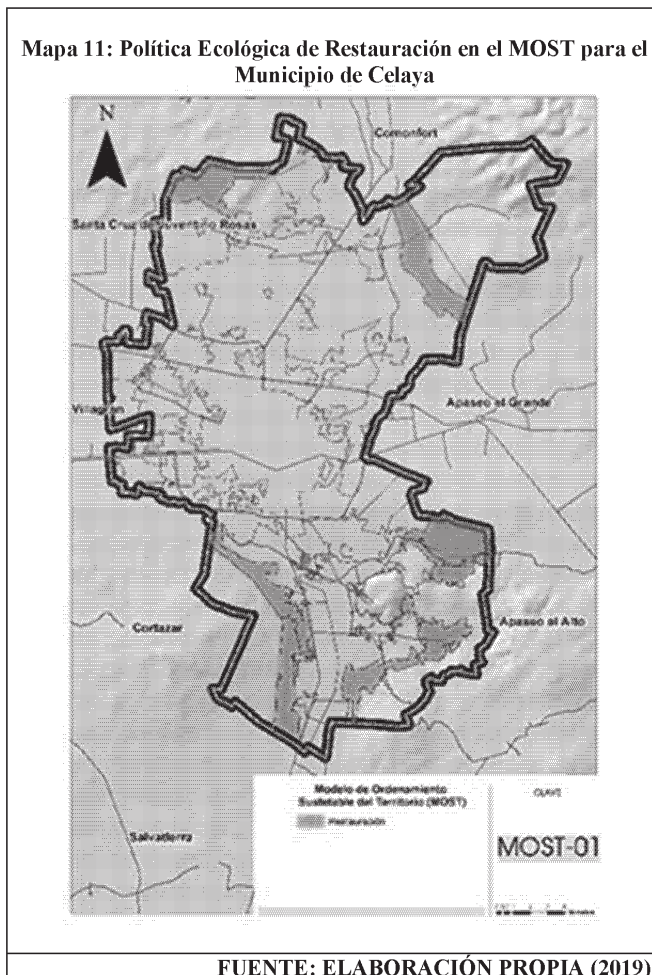 Mapa 11: Política Ecológica de Restauración en el MOST para el
Municipio de Celaya
N
Comonfort
Santa Cruz de Juventino Rosas
Villagrán
Apaseo el Grande
Cortazar
Apaseo el Alto
Modelo de Ordenamiento
Sustetable del Territorio (MOST)
CLAVE
Restauración
MOST-01
Salvatierra
FUENTE: ELABORACIÓN PROPIA (2019)